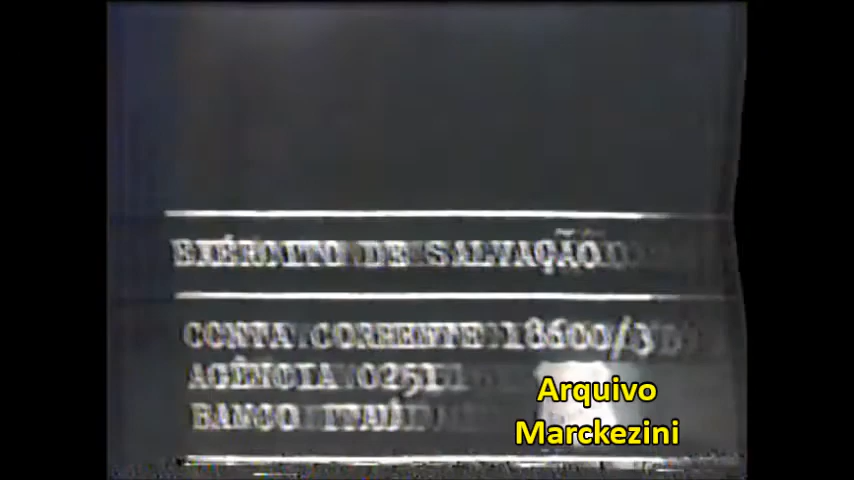 EXÉRCITO DE SALVAÇÃO
CONTA CORRENTE 18600/3
AGÊNCIA 0251
BANCO ITAÚ
Arquivo
Marckezini